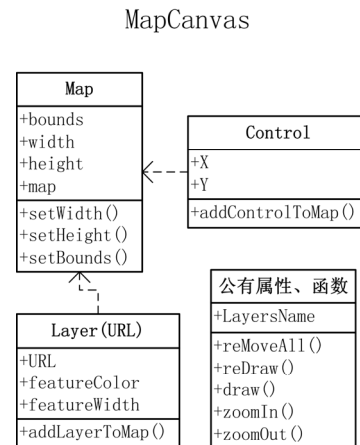 MapCanvas
Map
+bounds
+width
+height
+map
+setWidth()
+setHeight()
+setBounds()
Control
+X
+Y
+addControlToMap()
Layer(URL)
+URL
+featureColor
+featureWidth
+addLayerToMap()
公有属性、函数
+LayersName
+reMoveAll()
+reDraw()
+draw()
+zoomIn()
+zoomOut()